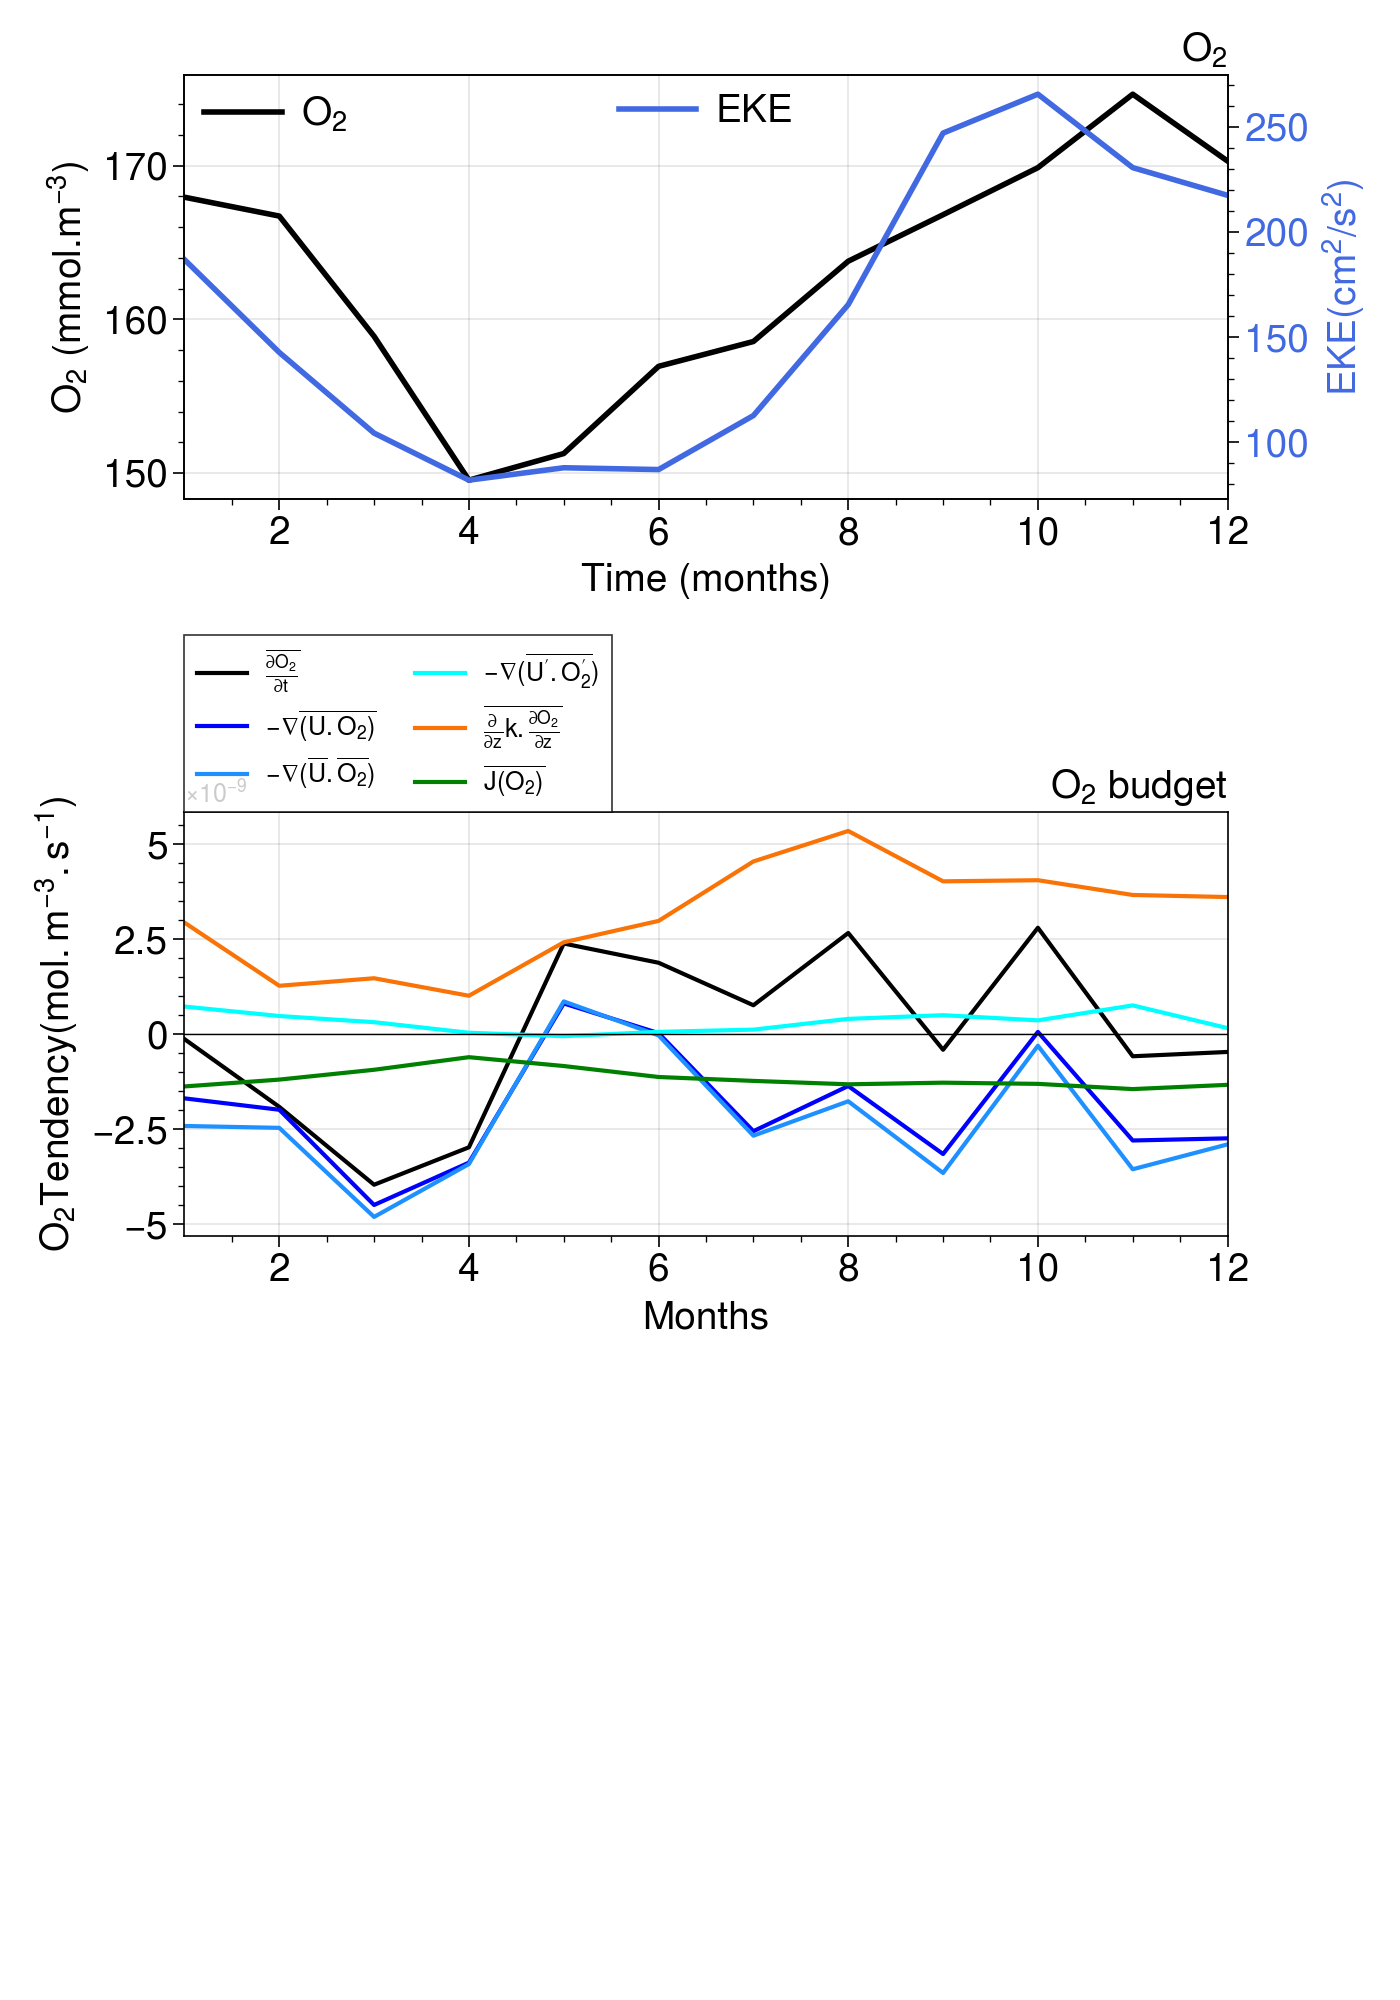 O₂
O₂ EKE
O₂ (mmol.m⁻³)
170
160
150
250
200
150
100
EKE(cm²/s²)
2 4 6 8 10 12
Time (months)
∂O₂/∂t −∇(U′.O₂′)
−∇(U.O₂) ∂/∂z k.∂O₂/∂z
−∇(U.O₂) J(O₂)
×10⁻⁹
O₂ budget
O₂Tendency(mol.m⁻³.s⁻¹)
5
2.5
0
−2.5
−5
2 4 6 8 10 12
Months